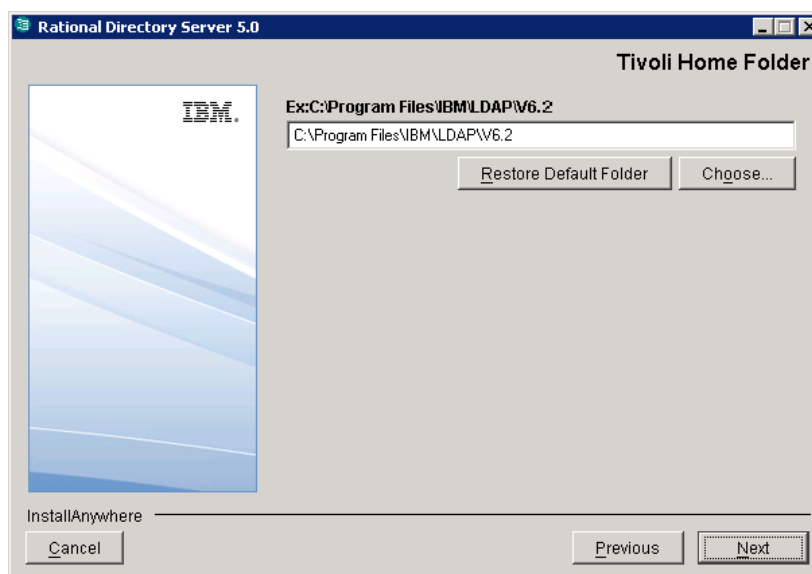 Rational Directory Server 5.0
Tivoli Home Folder
IBM.
Ex:C:\Program Files\IBM\LDAP\V6.2
C:\Program Files\IBM\LDAP\V6.2
Restore Default Folder Choose...
InstallAnywhere
Cancel Previous Next